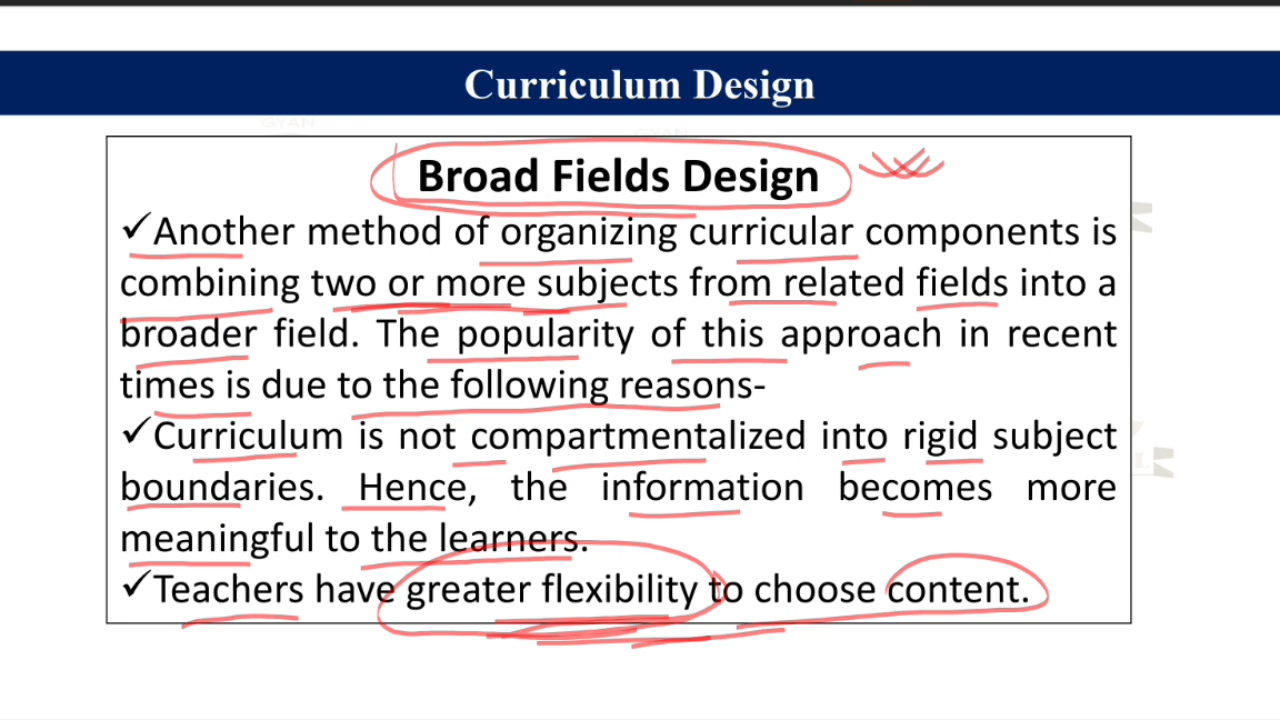 Curriculum Design
GYAN
GYAN
Broad Fields Design
✓Another method of organizing curricular components is
combining two or more subjects from related fields into a
broader field. The popularity of this approach in recent
times is due to the following reasons-
✓Curriculum is not compartmentalized into rigid subject
boundaries. Hence, the information becomes more
meaningful to the learners.
✓Teachers have greater flexibility to choose content.